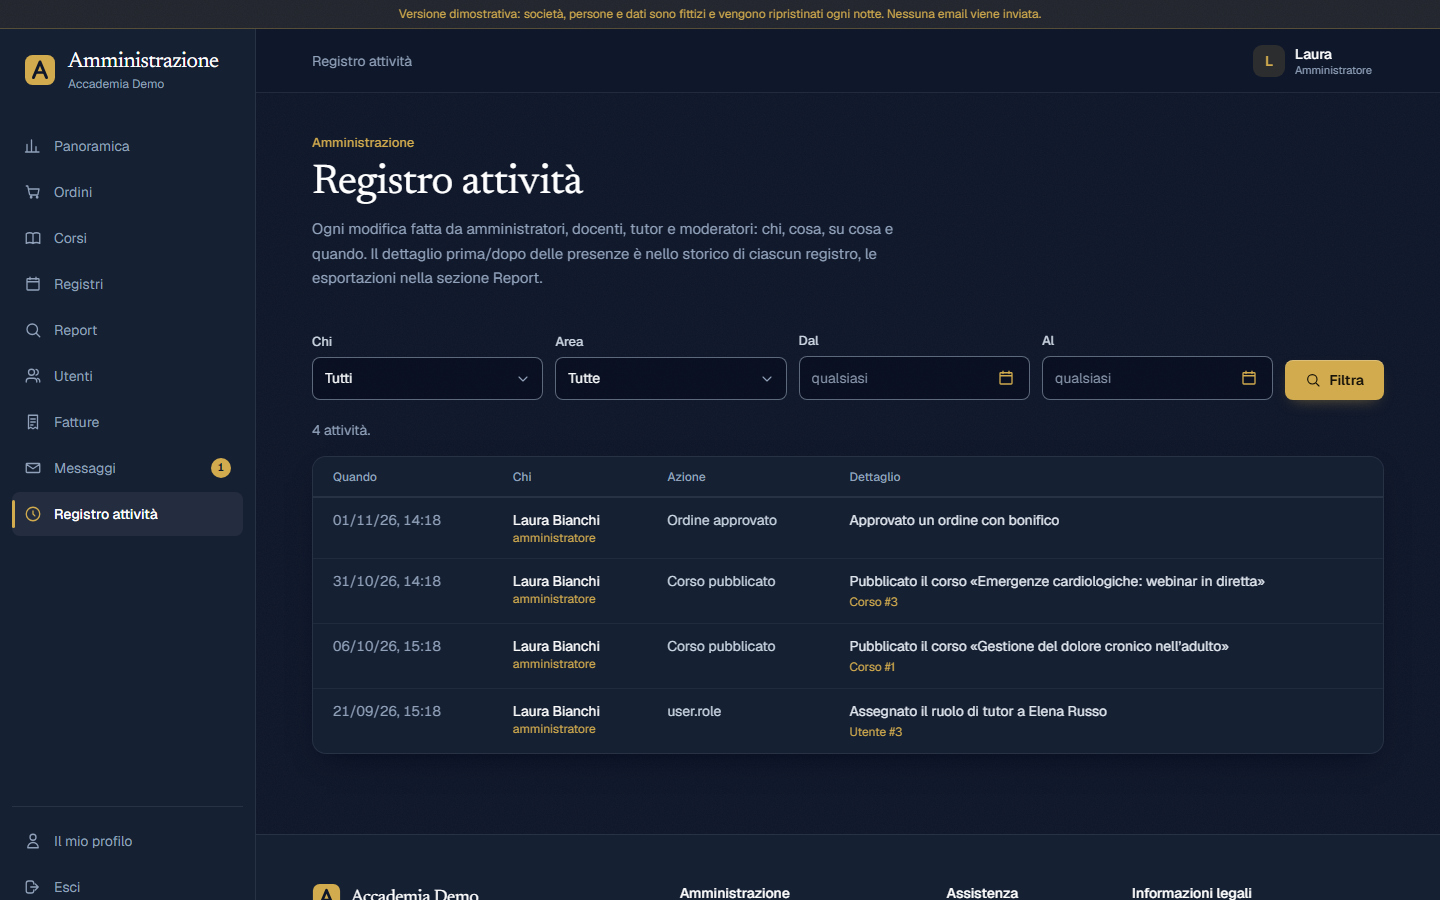 Versione dimostrativa: società, persone e dati sono fittizi e vengono ripristinati ogni notte. Nessuna email viene inviata.
A
Amministrazione
Accademia Demo
Panoramica
Ordini
Corsi
Registri
Report
Utenti
Fatture
Messaggi
1
Registro attività
Il mio profilo
Esci
Registro attività
L
Laura
Amministratore
Amministrazione
Registro attività
Ogni modifica fatta da amministratori, docenti, tutor e moderatori: chi, cosa, su cosa e
quando. Il dettaglio prima/dopo delle presenze è nello storico di ciascun registro, le
esportazioni nella sezione Report.
Chi
Area
Dal
Al
Tutti
Tutte
qualsiasi
qualsiasi
Filtra
4 attività.
Quando
Chi
Azione
Dettaglio
01/11/26, 14:18
Laura Bianchi
amministratore
Ordine approvato
Approvato un ordine con bonifico
31/10/26, 14:18
Laura Bianchi
amministratore
Corso pubblicato
Pubblicato il corso «Emergenze cardiologiche: webinar in diretta»
Corso #3
06/10/26, 15:18
Laura Bianchi
amministratore
Corso pubblicato
Pubblicato il corso «Gestione del dolore cronico nell’adulto»
Corso #1
21/09/26, 15:18
Laura Bianchi
amministratore
user.role
Assegnato il ruolo di tutor a Elena Russo
Utente #3
A
Accademia Demo
Amministrazione
Assistenza
Informazioni legali